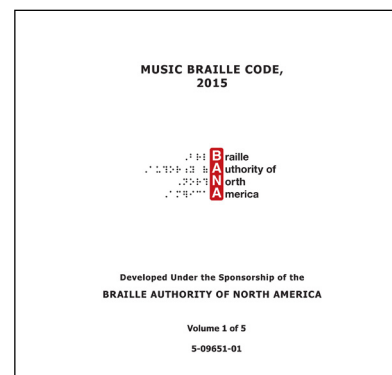 MUSIC BRAILLE CODE,
2015
Braille
Authority of
North
America
Developed Under the Sponsorship of the
BRAILLE AUTHORITY OF NORTH AMERICA
Volume 1 of 5
5-09651-01